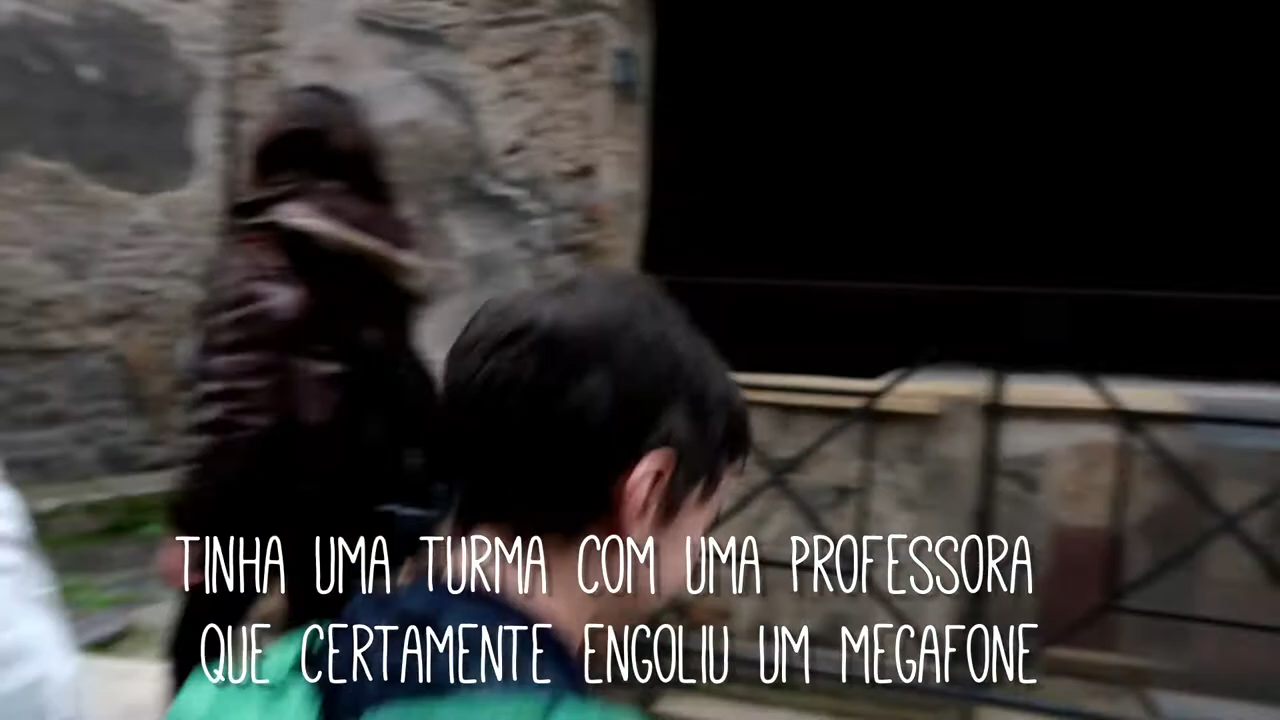 TINHA UMA TURMA COM UMA PROFESSORA
QUE CERTAMENTE ENGOLIU UM MEGAFONE